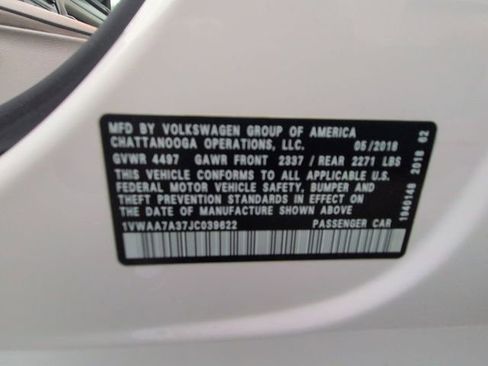 MFD BY VOLKSWAGEN GROUP OF AMERICA
CHATTANOOGA OPERATIONS, LLC. 05/2018
GVWR 4497 GAWR FRONT 2337/REAR 2271 LBS
THIS VEHICLE CONFORMS TO ALL APPLICABLE
FEDERAL MOTOR VEHICLE SAFETY, BUMPER AND
THEFT PREVENTION STANDARDS IN EFFECT ON
THE DATE OF MANUFACTURE SHOWN ABOVE
1VWAA7A37JC039622 PASSENGER CAR
1940148 2018 62